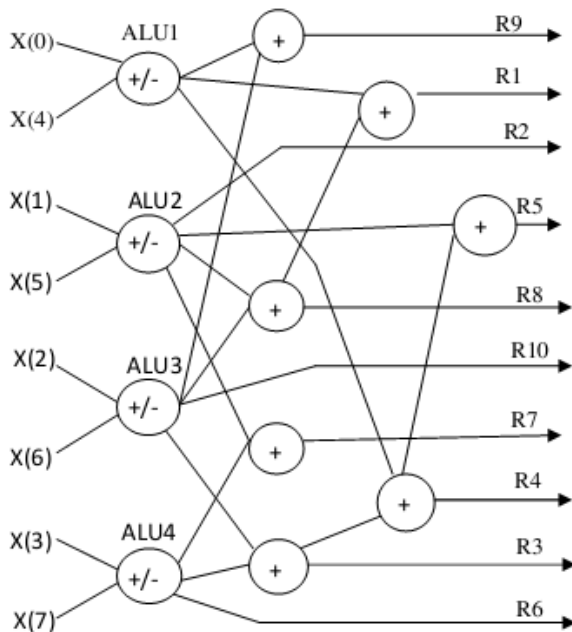 ALU1
X(0)
+/-
X(4)
+
R9
+
R1
R2
X(1)
ALU2
+/-
X(5)
+
R5
+
R8
X(2)
ALU3
+/-
X(6)
R10
+
R7
+
R4
X(3)
ALU4
+/-
X(7)
+
R3
R6